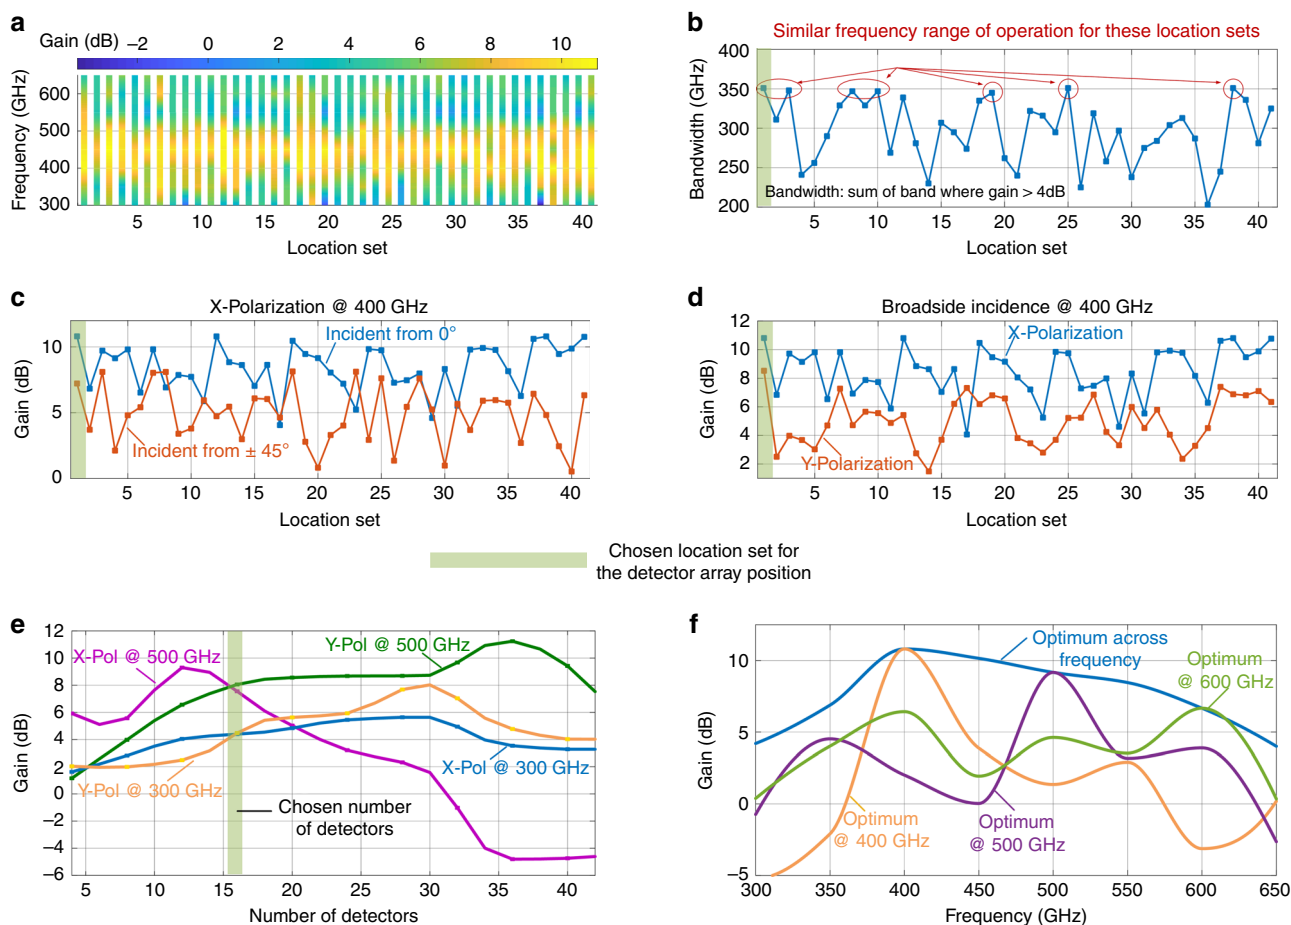 a
Gain (dB)
−2 0 2 4 6 8 10
Frequency (GHz)
600
500
400
300
5 10 15 20 25 30 35 40
Location set
b
Similar frequency range of operation for these location sets
Bandwidth (GHz)
400
350
300
250
200
Bandwidth: sum of band where gain > 4dB
5 10 15 20 25 30 35 40
Location set
c
X-Polarization @ 400 GHz
Gain (dB)
10
5
0
Incident from 0°
Incident from ± 45°
5 10 15 20 25 30 35 40
Location set
d
Broadside incidence @ 400 GHz
Gain (dB)
12
10
8
6
4
2
X-Polarization
Y-Polarization
5 10 15 20 25 30 35 40
Location set
Chosen location set for
the detector array position
e
Gain (dB)
12
10
8
6
4
2
0
−2
−4
−6
X-Pol @ 500 GHz
Y-Pol @ 500 GHz
Y-Pol @ 300 GHz
X-Pol @ 300 GHz
Chosen number
of detectors
5 10 15 20 25 30 35 40
Number of detectors
f
Gain (dB)
10
5
0
−5
Optimum across
frequency
Optimum
@ 600 GHz
Optimum
@ 400 GHz
Optimum
@ 500 GHz
300 350 400 450 500 550 600 650
Frequency (GHz)